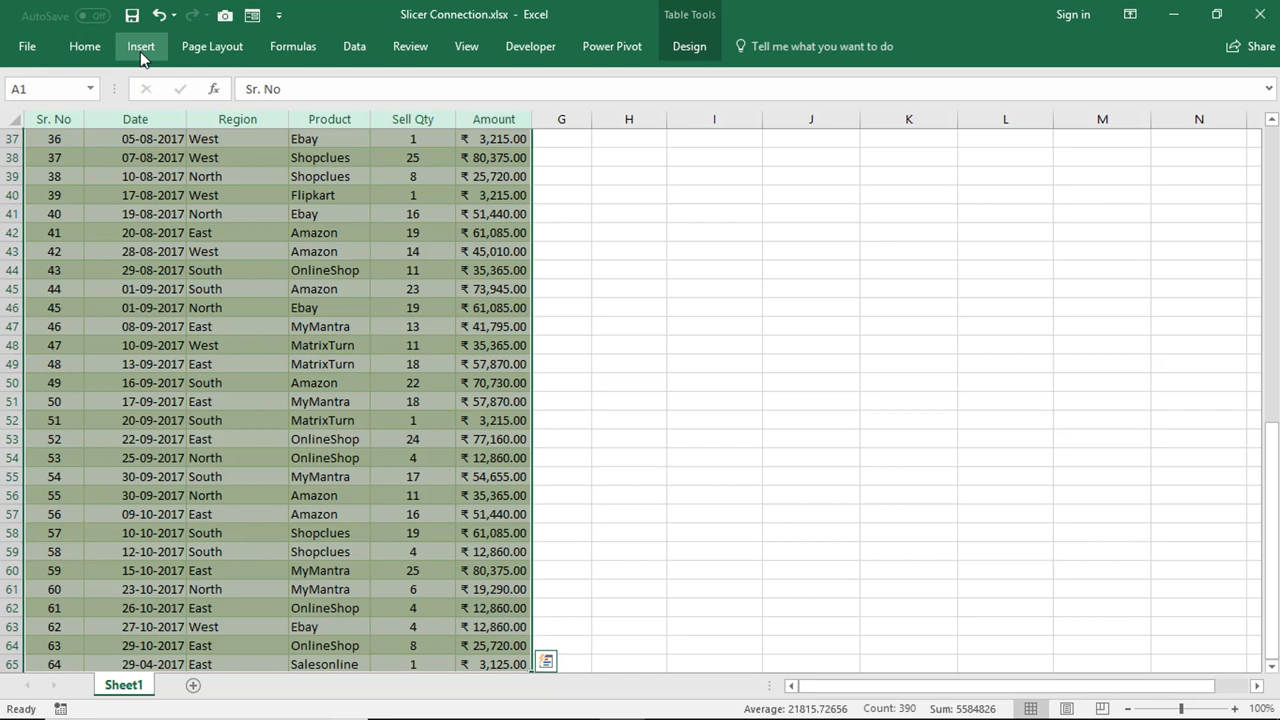 AutoSave Off Slicer Connection.xlsx - Excel Table Tools Sign in
File Home Insert Page Layout Formulas Data Review View Developer Power Pivot Design Tell me what you want to do Share
A1 fx Sr. No
Sr. No Date Region Product Sell Qty Amount G H I J K L M N
37 36 05-08-2017 West Ebay 1 ₹ 3,215.00
38 37 07-08-2017 West Shopclues 25 ₹ 80,375.00
39 38 10-08-2017 North Shopclues 8 ₹ 25,720.00
40 39 17-08-2017 West Flipkart 1 ₹ 3,215.00
41 40 19-08-2017 North Ebay 16 ₹ 51,440.00
42 41 20-08-2017 East Amazon 19 ₹ 61,085.00
43 42 28-08-2017 West Amazon 14 ₹ 45,010.00
44 43 29-08-2017 South OnlineShop 11 ₹ 35,365.00
45 44 01-09-2017 South Amazon 23 ₹ 73,945.00
46 45 01-09-2017 North Ebay 19 ₹ 61,085.00
47 46 08-09-2017 East MyMantra 13 ₹ 41,795.00
48 47 10-09-2017 West MatrixTurn 11 ₹ 35,365.00
49 48 13-09-2017 East MatrixTurn 18 ₹ 57,870.00
50 49 16-09-2017 South Amazon 22 ₹ 70,730.00
51 50 17-09-2017 East MyMantra 18 ₹ 57,870.00
52 51 20-09-2017 South MatrixTurn 1 ₹ 3,215.00
53 52 22-09-2017 East OnlineShop 24 ₹ 77,160.00
54 53 25-09-2017 North OnlineShop 4 ₹ 12,860.00
55 54 30-09-2017 South MyMantra 17 ₹ 54,655.00
56 55 30-09-2017 North Amazon 11 ₹ 35,365.00
57 56 09-10-2017 East Amazon 16 ₹ 51,440.00
58 57 10-10-2017 South Shopclues 19 ₹ 61,085.00
59 58 12-10-2017 South Shopclues 4 ₹ 12,860.00
60 59 15-10-2017 East MyMantra 25 ₹ 80,375.00
61 60 23-10-2017 North MyMantra 6 ₹ 19,290.00
62 61 26-10-2017 East OnlineShop 4 ₹ 12,860.00
63 62 27-10-2017 West Ebay 4 ₹ 12,860.00
64 63 29-10-2017 East OnlineShop 8 ₹ 25,720.00
65 64 29-04-2017 East Salesonline 1 ₹ 3,125.00
Sheet1
Ready Average: 21815.72656 Count: 390 Sum: 5584826 100%